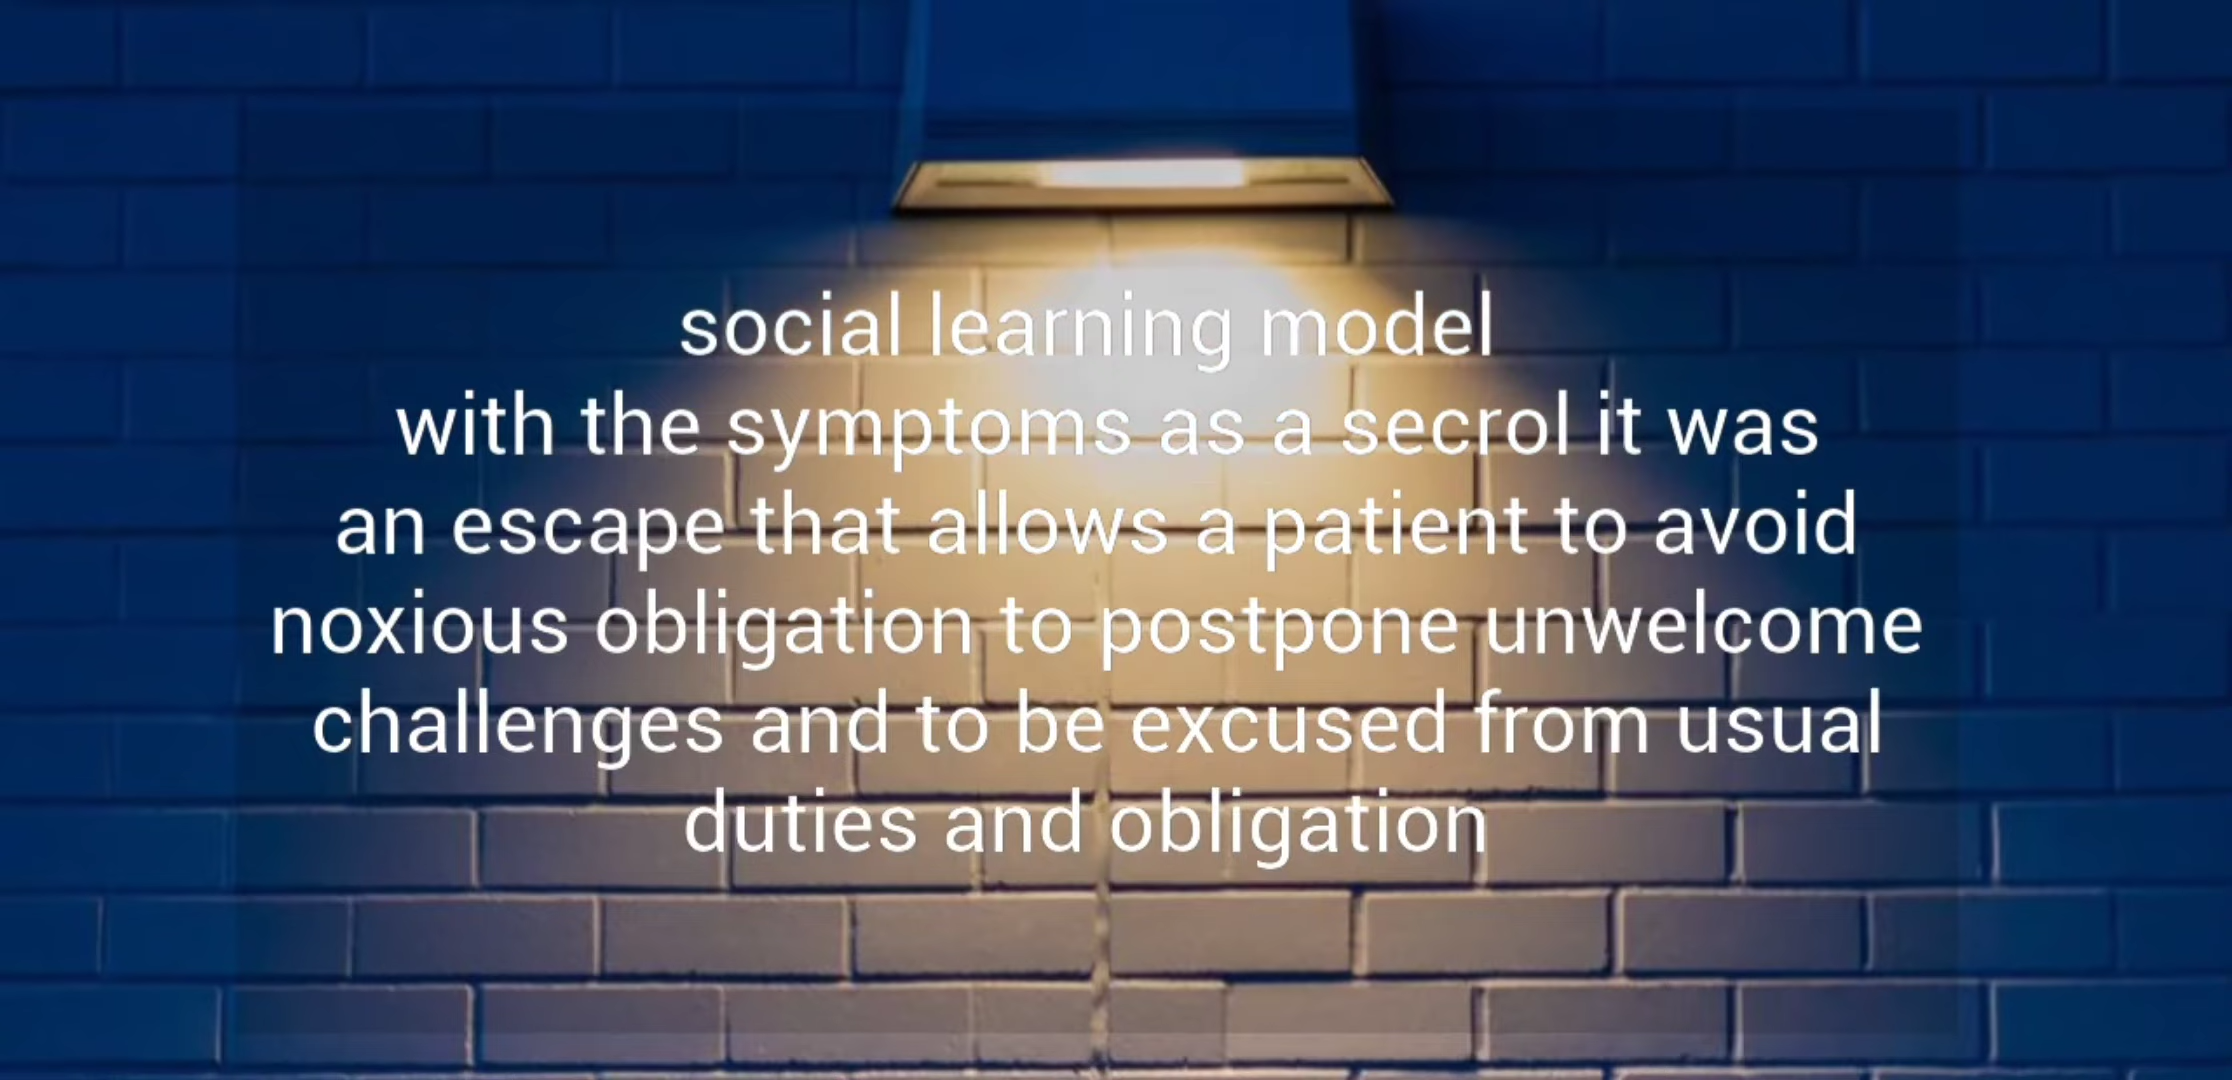 social learning model
with the symptoms as a secrol it was
an escape that allows a patient to avoid
noxious obligation to postpone unwelcome
challenges and to be excused from usual
duties and obligation